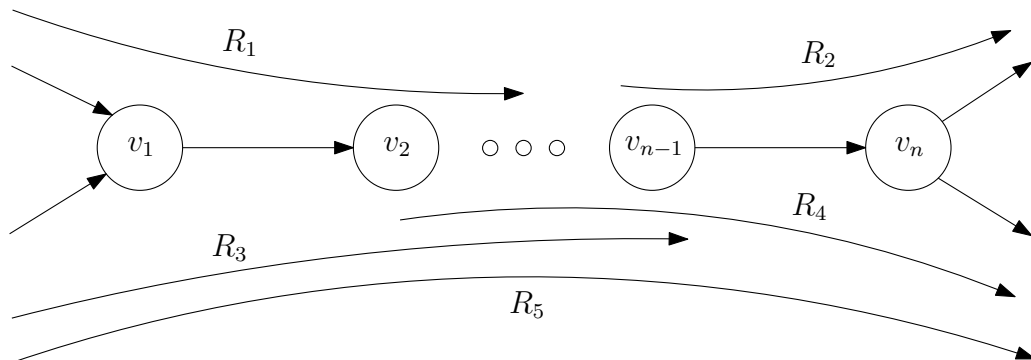 R₁ R₂
v₁ v₂ vₙ₋₁ vₙ
R₄
R₃
R₅